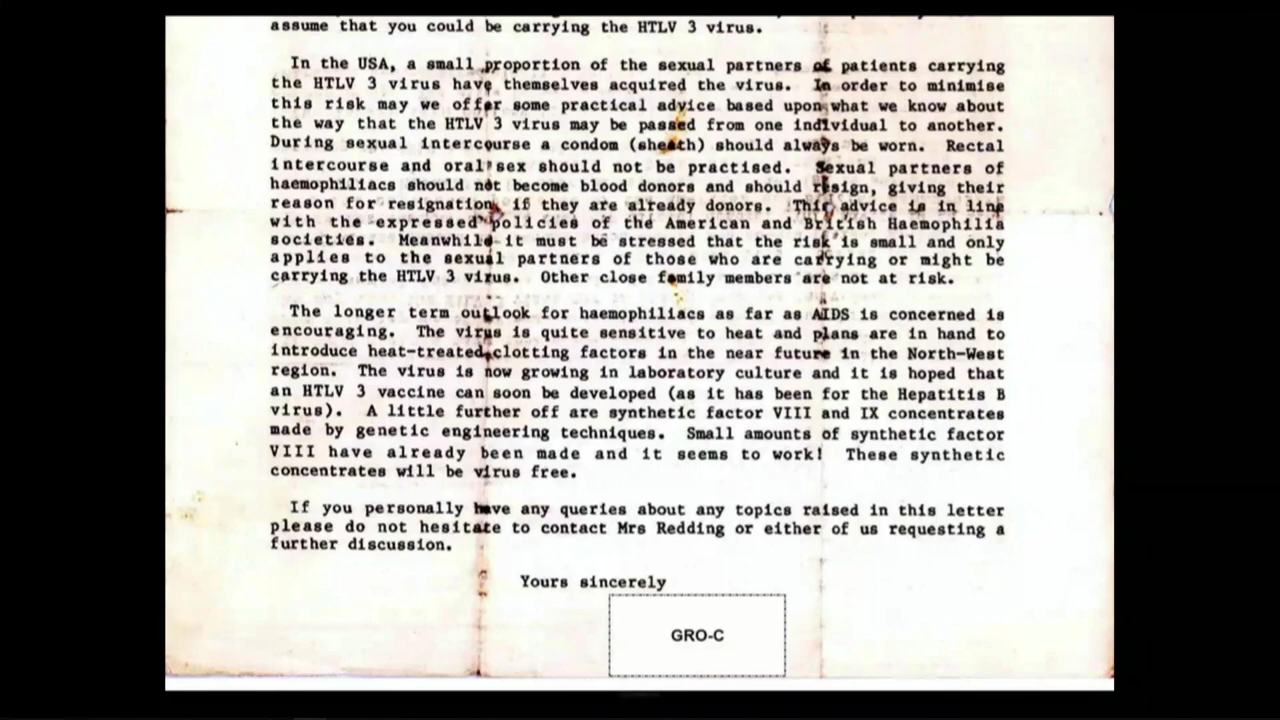 assume that you could be carrying the HTLV 3 virus.
In the USA, a small proportion of the sexual partners of patients carrying
the HTLV 3 virus have themselves acquired the virus. In order to minimise
this risk may we offer some practical advice based upon what we know about
the way that the HTLV 3 virus may be passed from one individual to another.
During sexual intercourse a condom (sheath) should always be worn. Rectal
intercourse and oral sex should not be practised. Sexual partners of
haemophiliacs should not become blood donors and should resign, giving their
reason for resignation, if they are already donors. This advice is in line
with the expressed policies of the American and British Haemophilia
societies. Meanwhile it must be stressed that the risk is small and only
applies to the sexual partners of those who are carrying or might be
carrying the HTLV 3 virus. Other close family members are not at risk.
The longer term outlook for haemophiliacs as far as AIDS is concerned is
encouraging. The virus is quite sensitive to heat and plans are in hand to
introduce heat-treated clotting factors in the near future in the North-West
region. The virus is now growing in laboratory culture and it is hoped that
an HTLV 3 vaccine can soon be developed (as it has been for the Hepatitis B
virus). A little further off are synthetic factor VIII and IX concentrates
made by genetic engineering techniques. Small amounts of synthetic factor
VIII have already been made and it seems to work! These synthetic
concentrates will be virus free.
If you personally have any queries about any topics raised in this letter
please do not hesitate to contact Mrs Redding or either of us requesting a
further discussion.
Yours sincerely
GRO-C